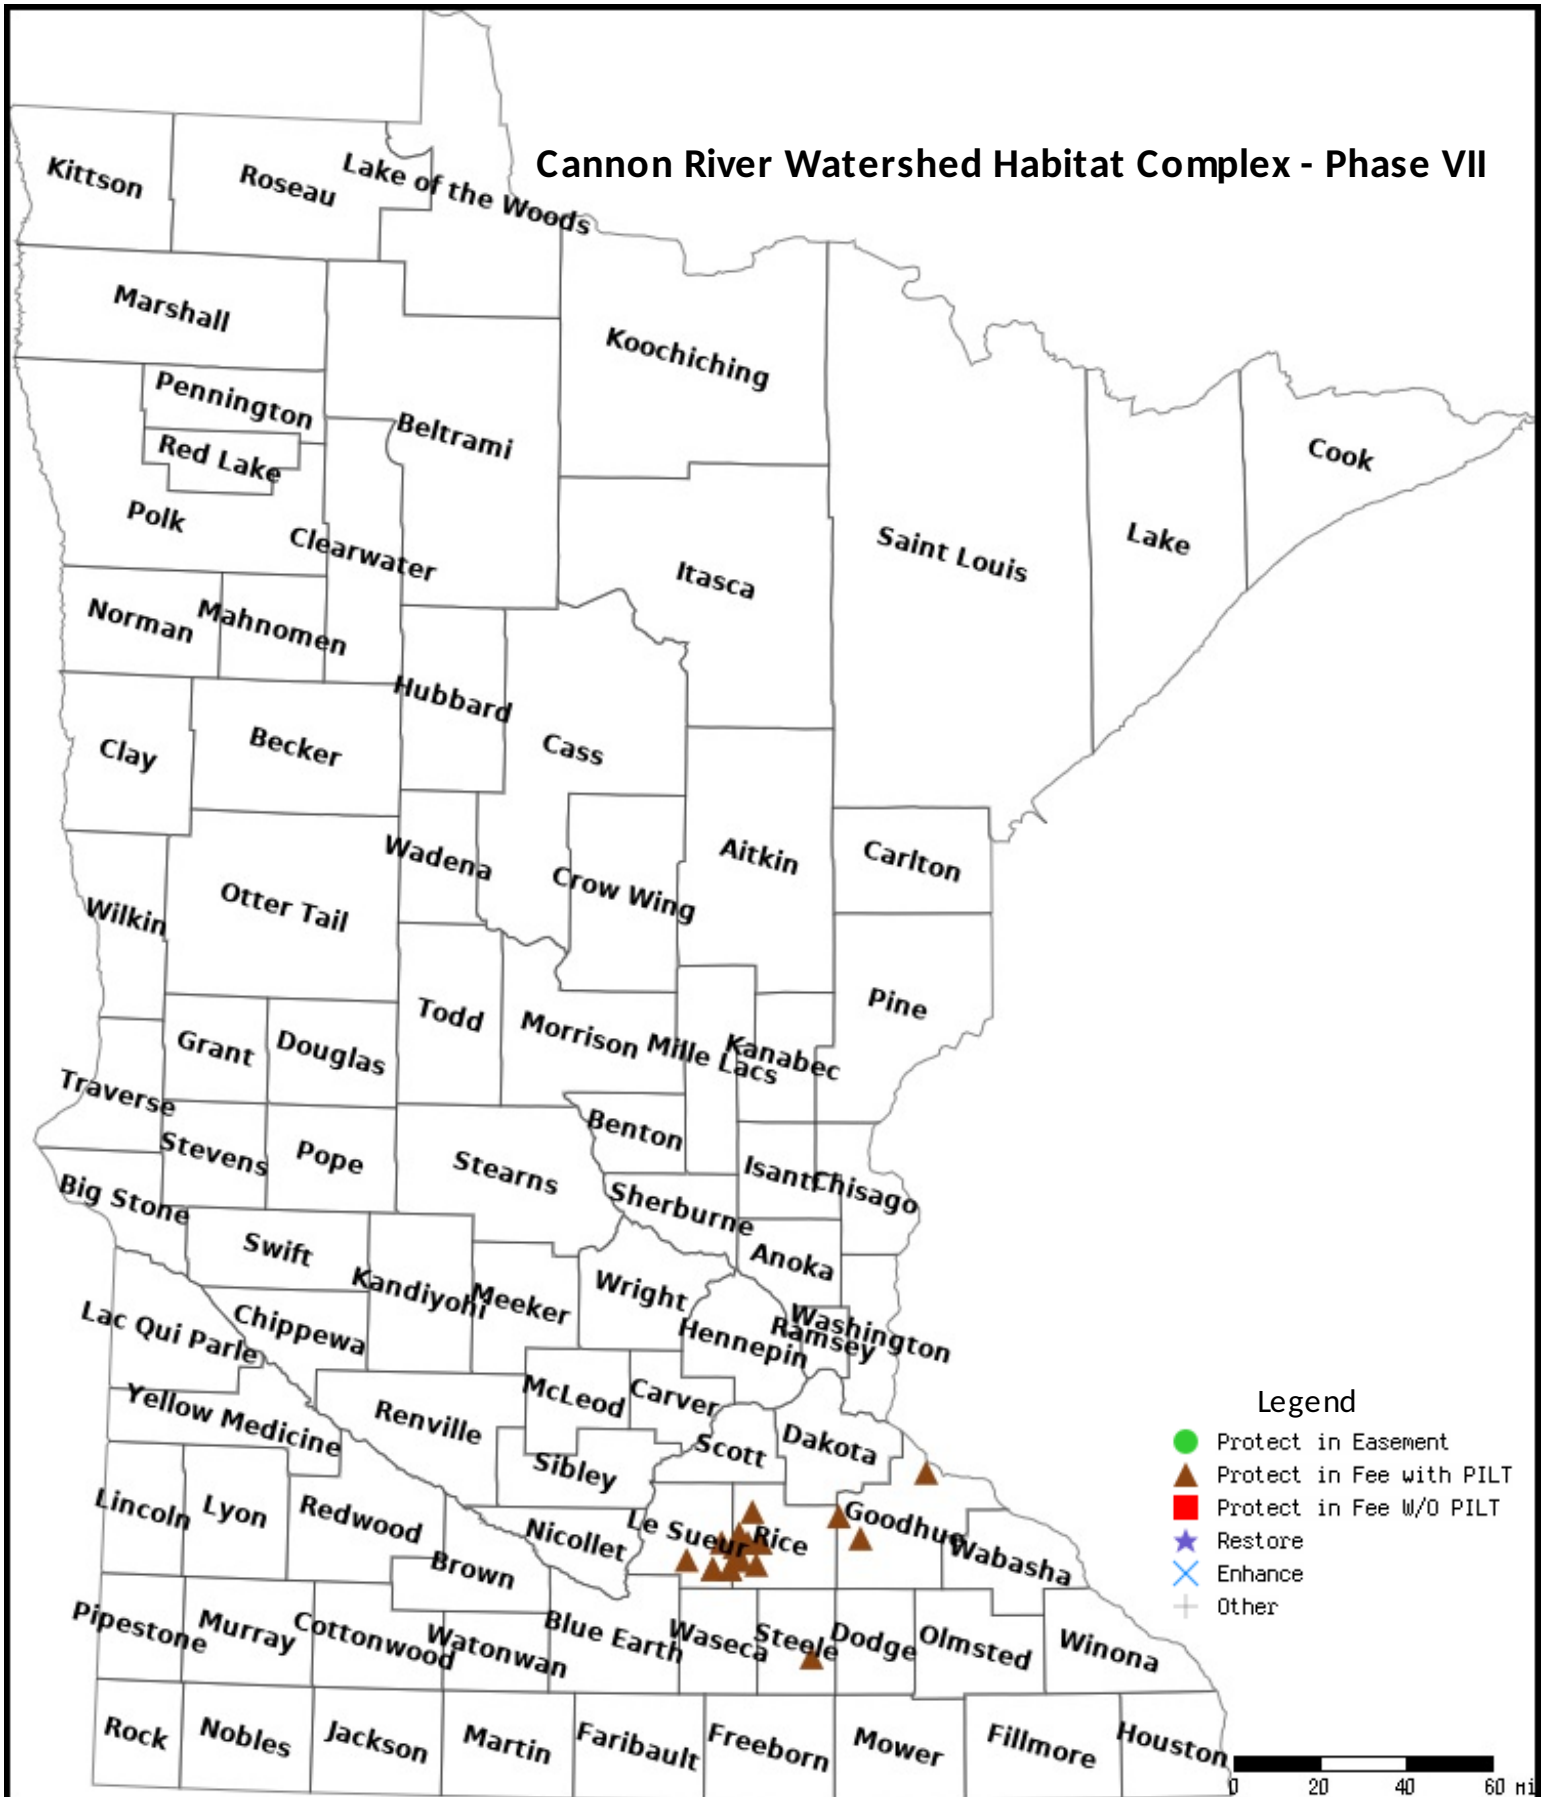 Cannon River Watershed Habitat Complex - Phase VII
Kittson
Roseau
Lake of the Woods
Marshall
Koochiching
Pennington
Beltrami
Red Lake
Cook
Polk
Clearwater
Saint Louis
Lake
Itasca
Norman
Mahnomen
Hubbard
Clay
Becker
Cass
Wadena
Aitkin
Carlton
Crow Wing
Otter Tail
Wilkin
Pine
Todd
Morrison
Mille Lacs
Kanabec
Grant
Douglas
Traverse
Benton
Stevens
Pope
Stearns
Isanti
Chisago
Big Stone
Sherburne
Swift
Anoka
Kandiyohi
Meeker
Wright
Washington
Ramsey
Hennepin
Lac Qui Parle
Chippewa
McLeod
Carver
Yellow Medicine
Renville
Scott
Dakota
Sibley
Legend
Protect in Easement
Protect in Fee with PILT
Protect in Fee W/O PILT
Restore
Enhance
Other
Lincoln
Lyon
Redwood
Nicollet
Le Sueur
Rice
Goodhue
Wabasha
Brown
Pipestone
Murray
Cottonwood
Watonwan
Blue Earth
Waseca
Steele
Dodge
Olmsted
Winona
Rock
Nobles
Jackson
Martin
Faribault
Freeborn
Mower
Fillmore
Houston
0 20 40 60 mi